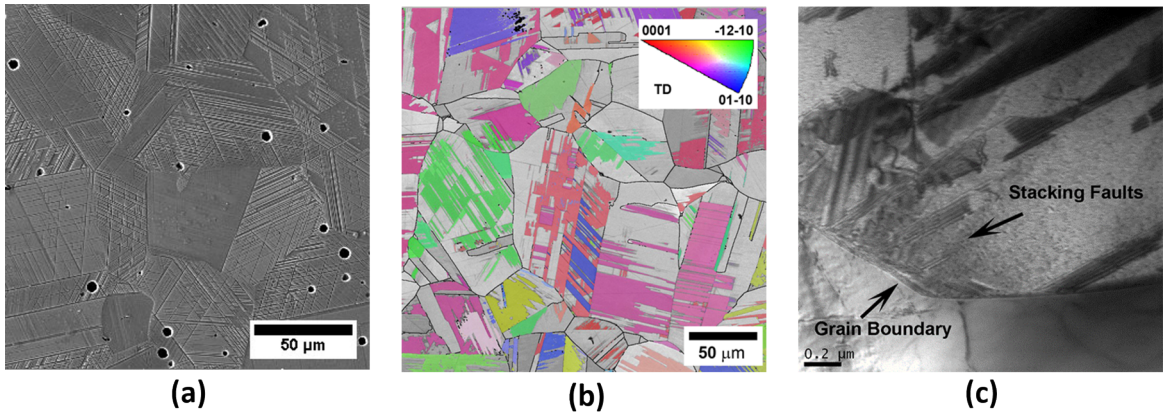 50 µm
(a)
0001 -12-10
TD
01-10
50 µm
(b)
Stacking Faults
Grain Boundary
0.2 µm
(c)